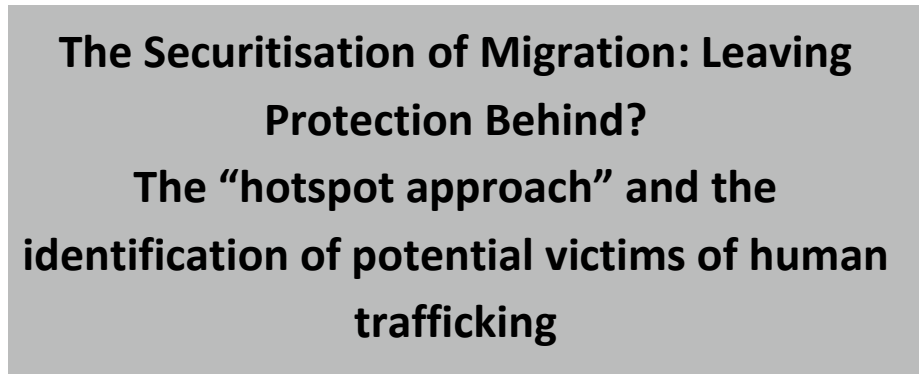 The Securitisation of Migration: Leaving
Protection Behind?
The “hotspot approach” and the
identification of potential victims of human
trafficking